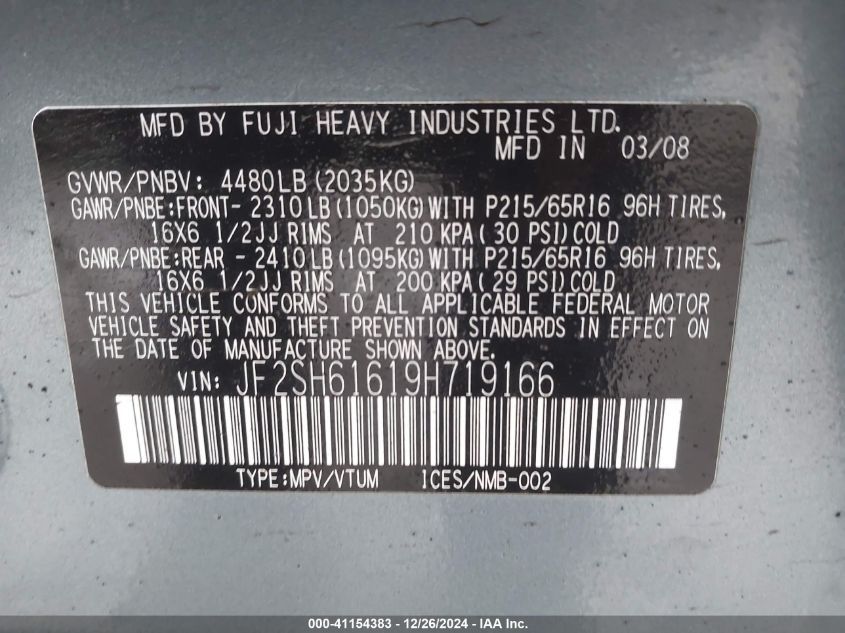 MFD BY FUJI HEAVY INDUSTRIES LTD.
MFD IN 03/08
GVWR/PNBV: 4480LB (2035KG)
GAWR/PNBE:FRONT- 2310LB(1050KG)WITH P215/65R16 96H TIRES,
16X6 1/2JJ RIMS AT 210 KPA( 30 PSI)COLD
GAWR/PNBE:REAR - 2410LB(1095KG)WITH P215/65R16 96H TIRES,
16X6 1/2JJ RIMS AT 200 KPA( 29 PSI)COLD
THIS VEHICLE CONFORMS TO ALL APPLICABLE FEDERAL MOTOR
VEHICLE SAFETY AND THEFT PREVENTION STANDARDS IN EFFECT ON
THE DATE OF MANUFACTURE SHOWN ABOVE.
VIN: JF2SH61619H719166
TYPE:MPV/VTUM ICES/NMB-002
000-41154383 - 12/26/2024 - IAAI Inc.